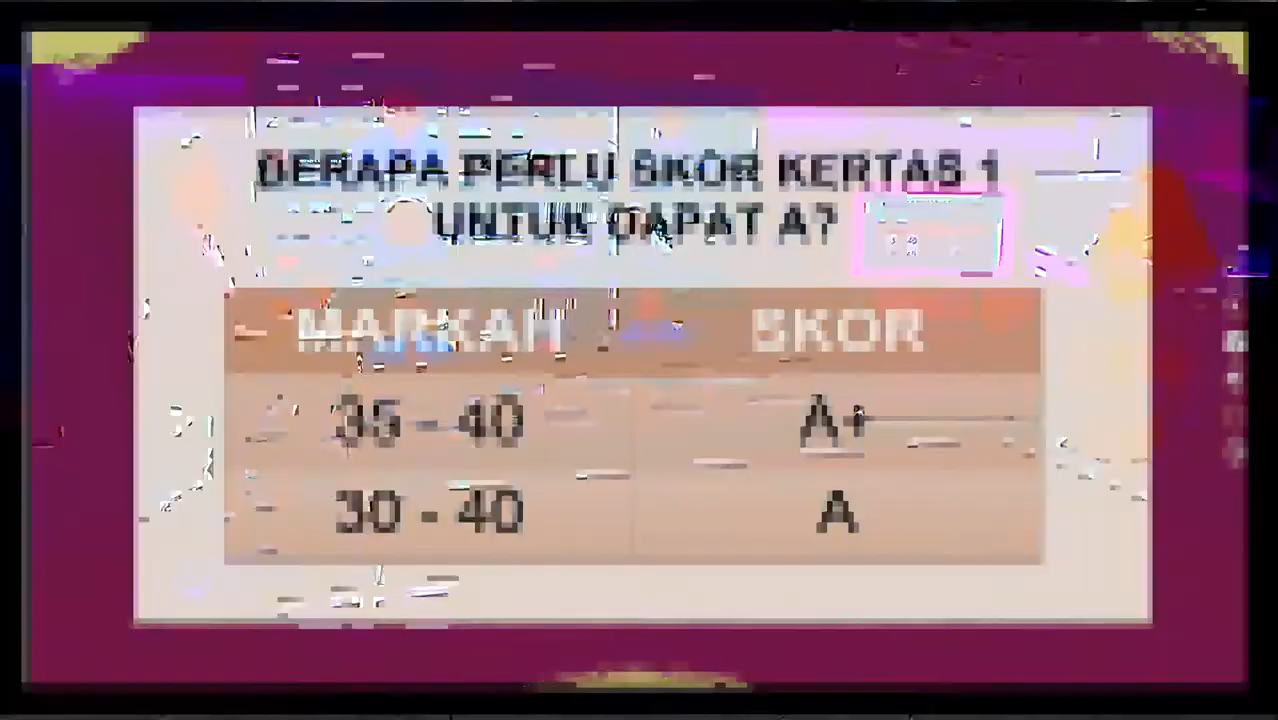 BERAPA PERLU SKOR KERTAS 1
UNTUK DAPAT A?
MARKAH SKOR
35 - 40 A+
30 - 40 A